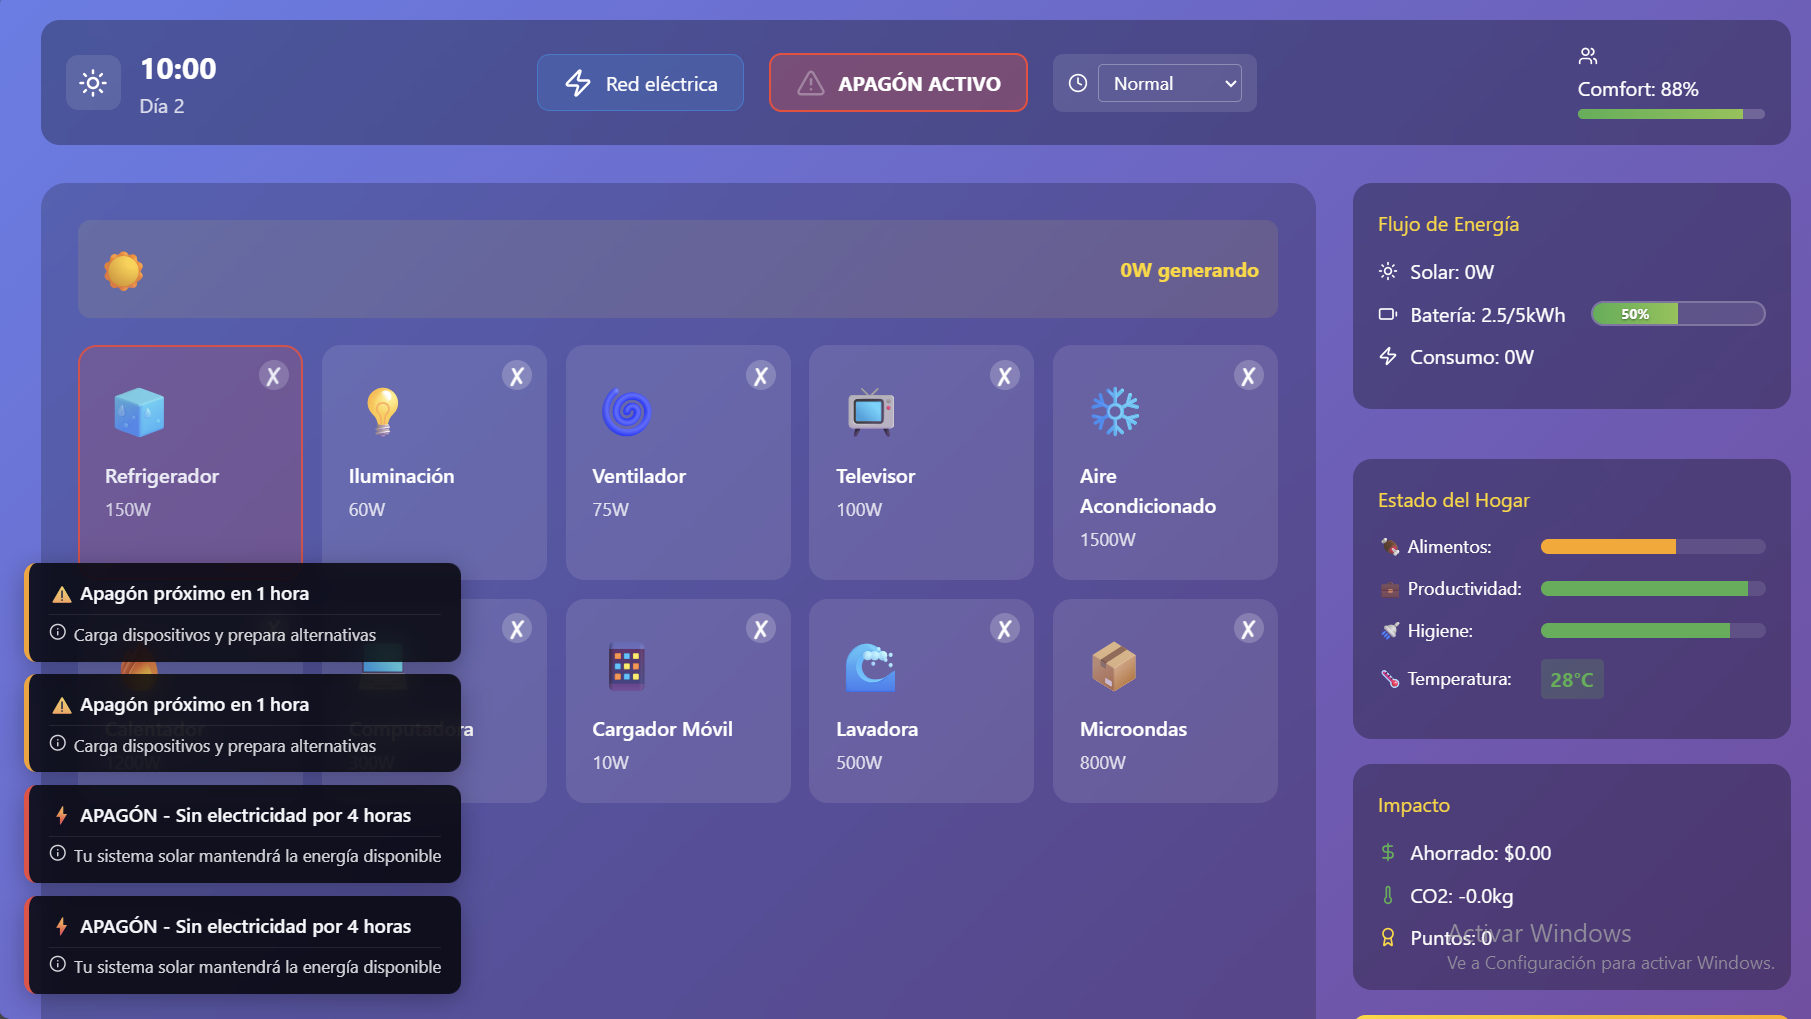 10:00
Día 2
Red eléctrica
APAGÓN ACTIVO
Normal
Comfort: 88%
0W generando
X
Refrigerador
150W
X
Iluminación
60W
X
Ventilador
75W
X
Televisor
100W
X
Aire
Acondicionado
1500W
Calentador
1200W
X
Computadora
300W
X
Cargador Móvil
10W
X
Lavadora
500W
X
Microondas
800W
Apagón próximo en 1 hora
Carga dispositivos y prepara alternativas
Apagón próximo en 1 hora
Carga dispositivos y prepara alternativas
APAGÓN - Sin electricidad por 4 horas
Tu sistema solar mantendrá la energía disponible
APAGÓN - Sin electricidad por 4 horas
Tu sistema solar mantendrá la energía disponible
Flujo de Energía
Solar: 0W
Batería: 2.5/5kWh
50%
Consumo: 0W
Estado del Hogar
Alimentos:
Productividad:
Higiene:
Temperatura:
28°C
Impacto
Ahorrado: $0.00
CO2: -0.0kg
Puntos: 0
Activar Windows
Ve a Configuración para activar Windows.